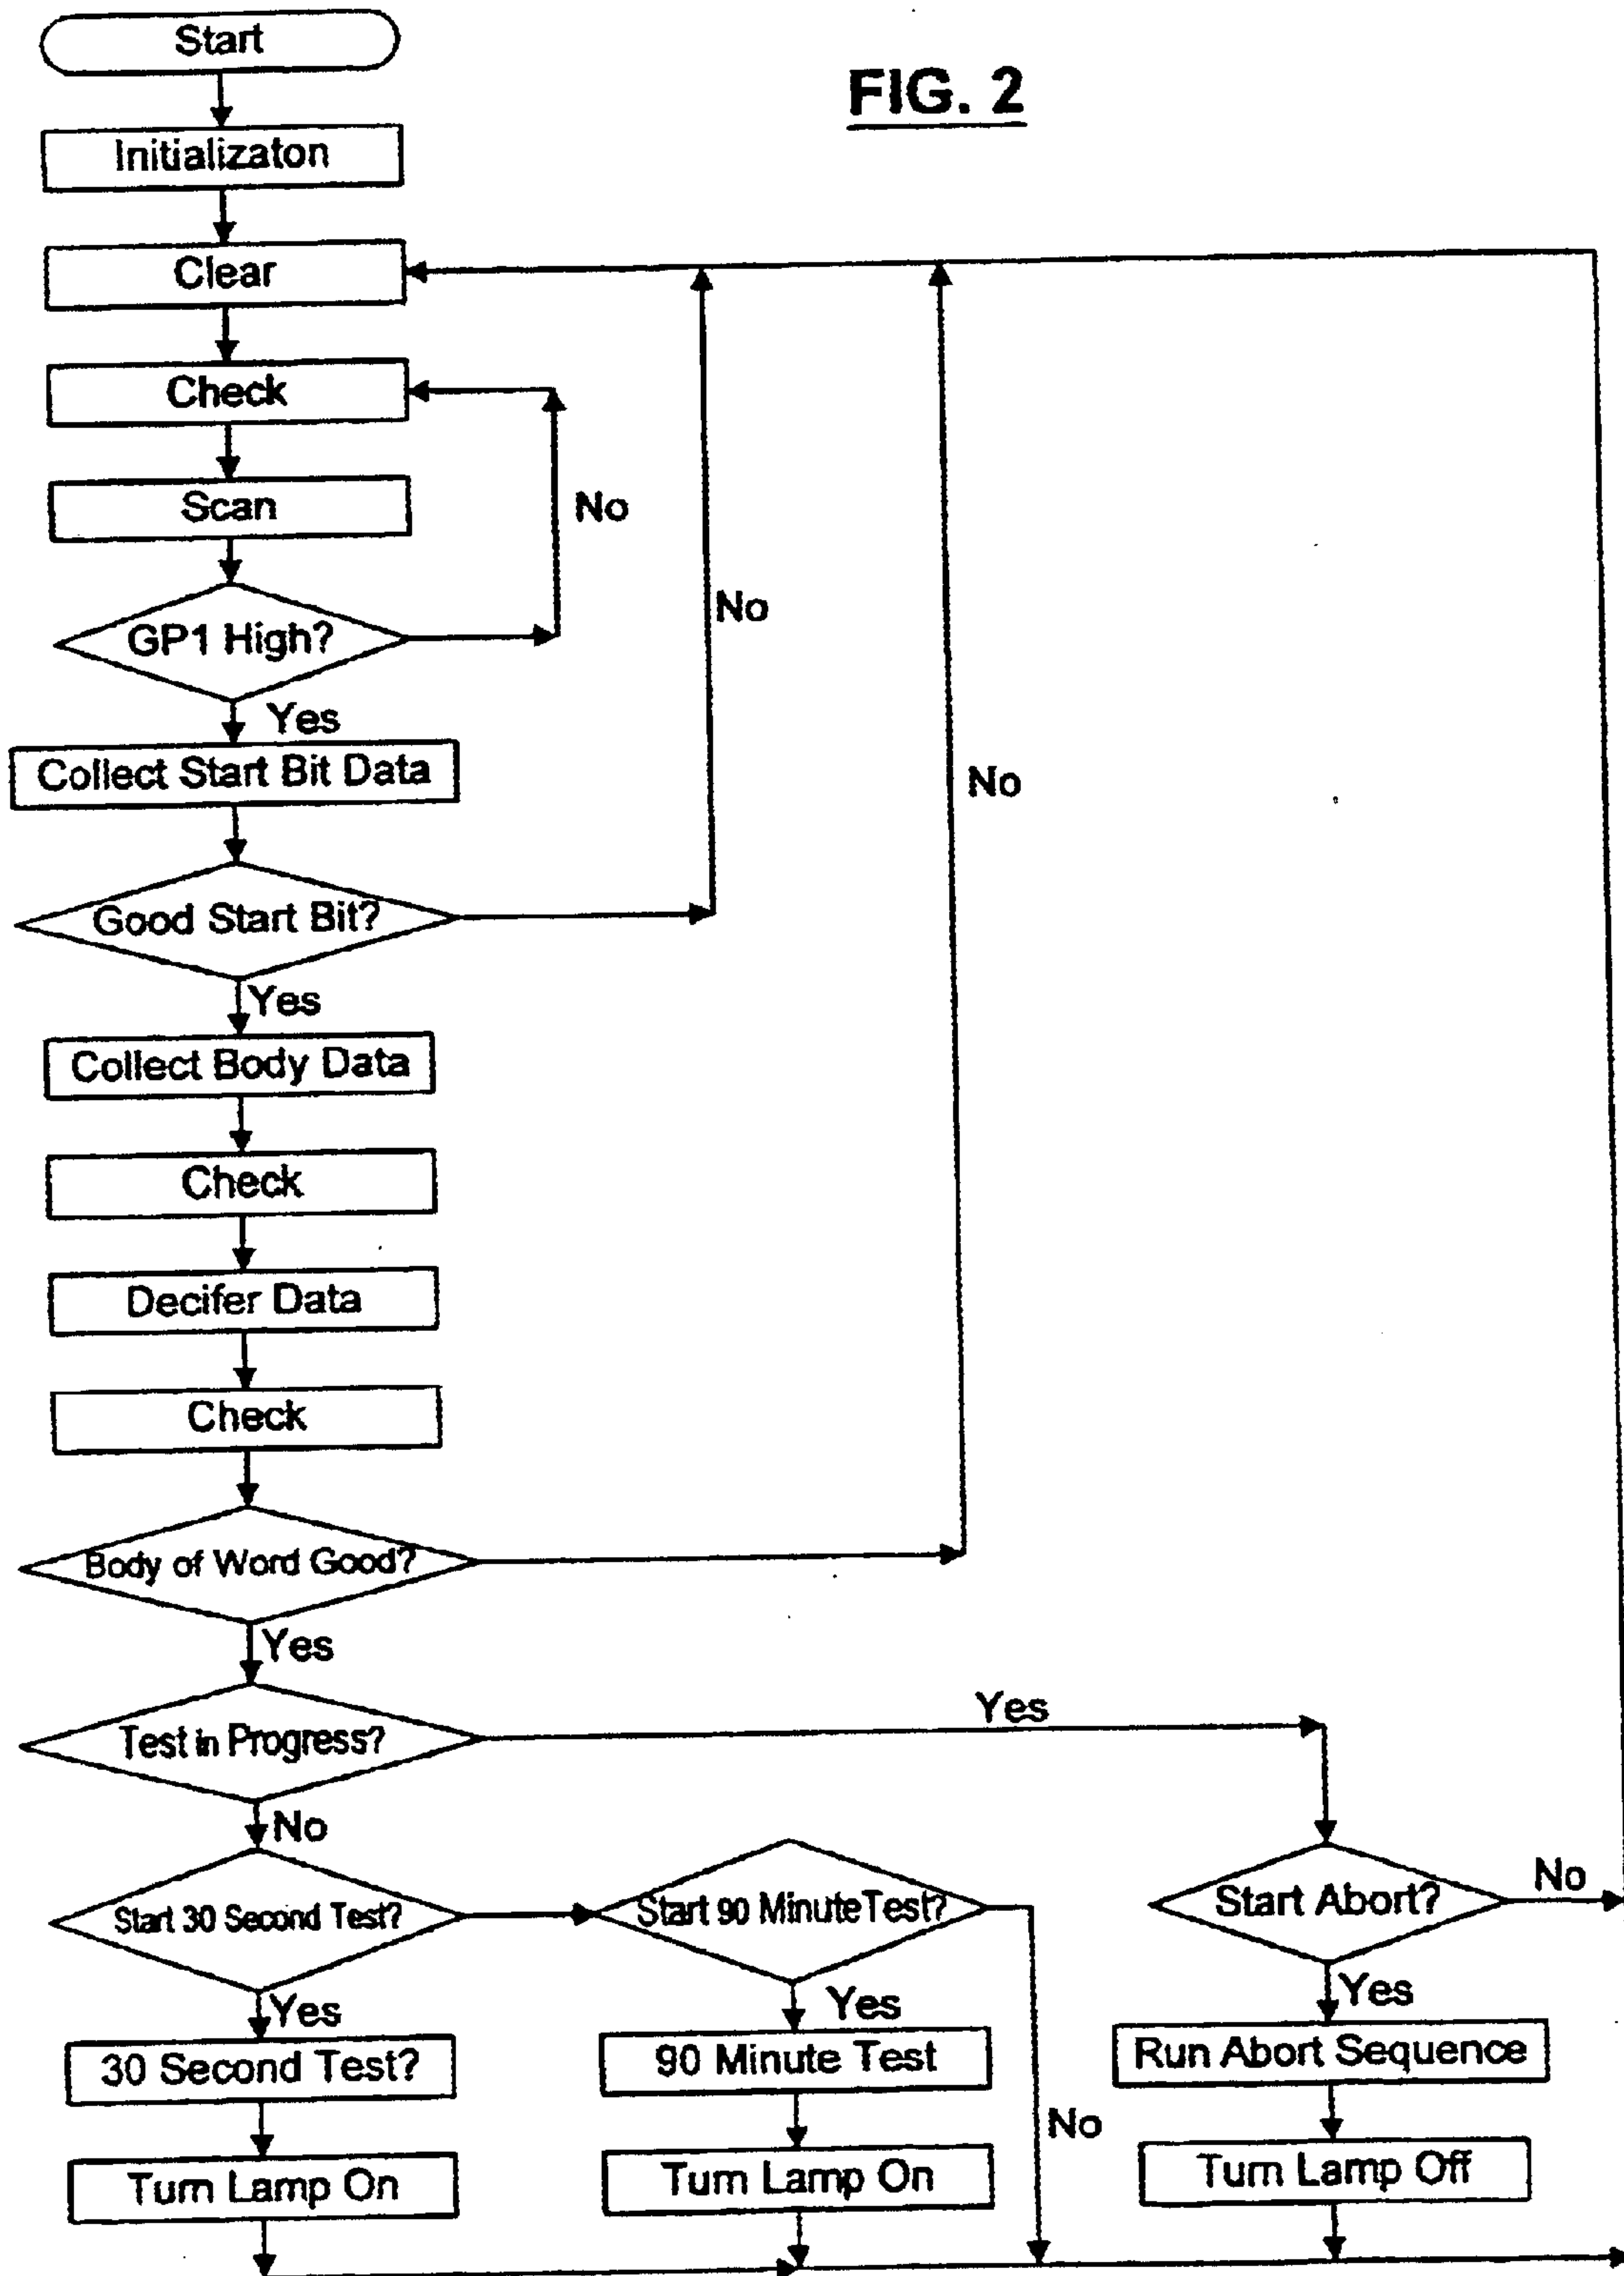 Start
FIG. 2
Initializaton
Clear
Check
Scan
No
GP1 High?
No
Yes
Collect Start Bit Data
No
Good Start Bit?
Yes
Collect Body Data
Check
Decifer Data
Check
Body of Word Good?
Yes
Yes
Test in Progress?
No
Start 30 Second Test?
Start 90 Minute Test?
Start Abort?
No
Yes
Yes
Yes
30 Second Test?
90 Minute Test
Run Abort Sequence
No
Turn Lamp On
Turn Lamp On
Turn Lamp Off